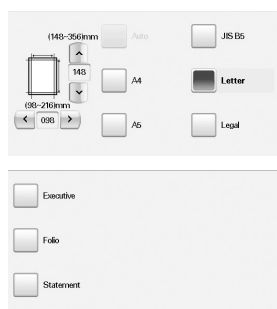 (148~356)mm
148
(98~216)mm
098
Auto
A4
A5
JIS B5
Letter
Legal
Executive
Folio
Statement